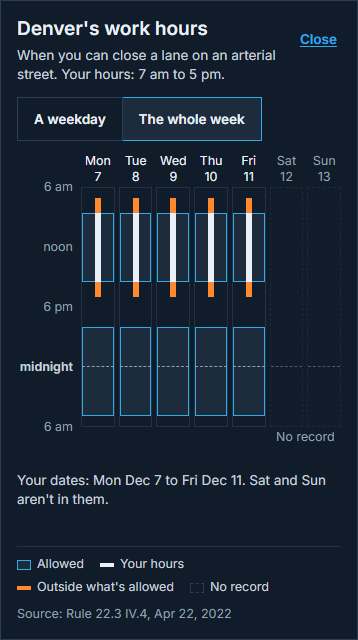 Denver's work hours
Close
When you can close a lane on an arterial
street. Your hours: 7 am to 5 pm.
A weekday
The whole week
Mon Tue Wed Thu Fri Sat Sun
7 8 9 10 11 12 13
6 am
noon
6 pm
midnight
6 am
No record
Your dates: Mon Dec 7 to Fri Dec 11. Sat and Sun
aren't in them.
Allowed
Your hours
Outside what's allowed
No record
Source: Rule 22.3 IV.4, Apr 22, 2022